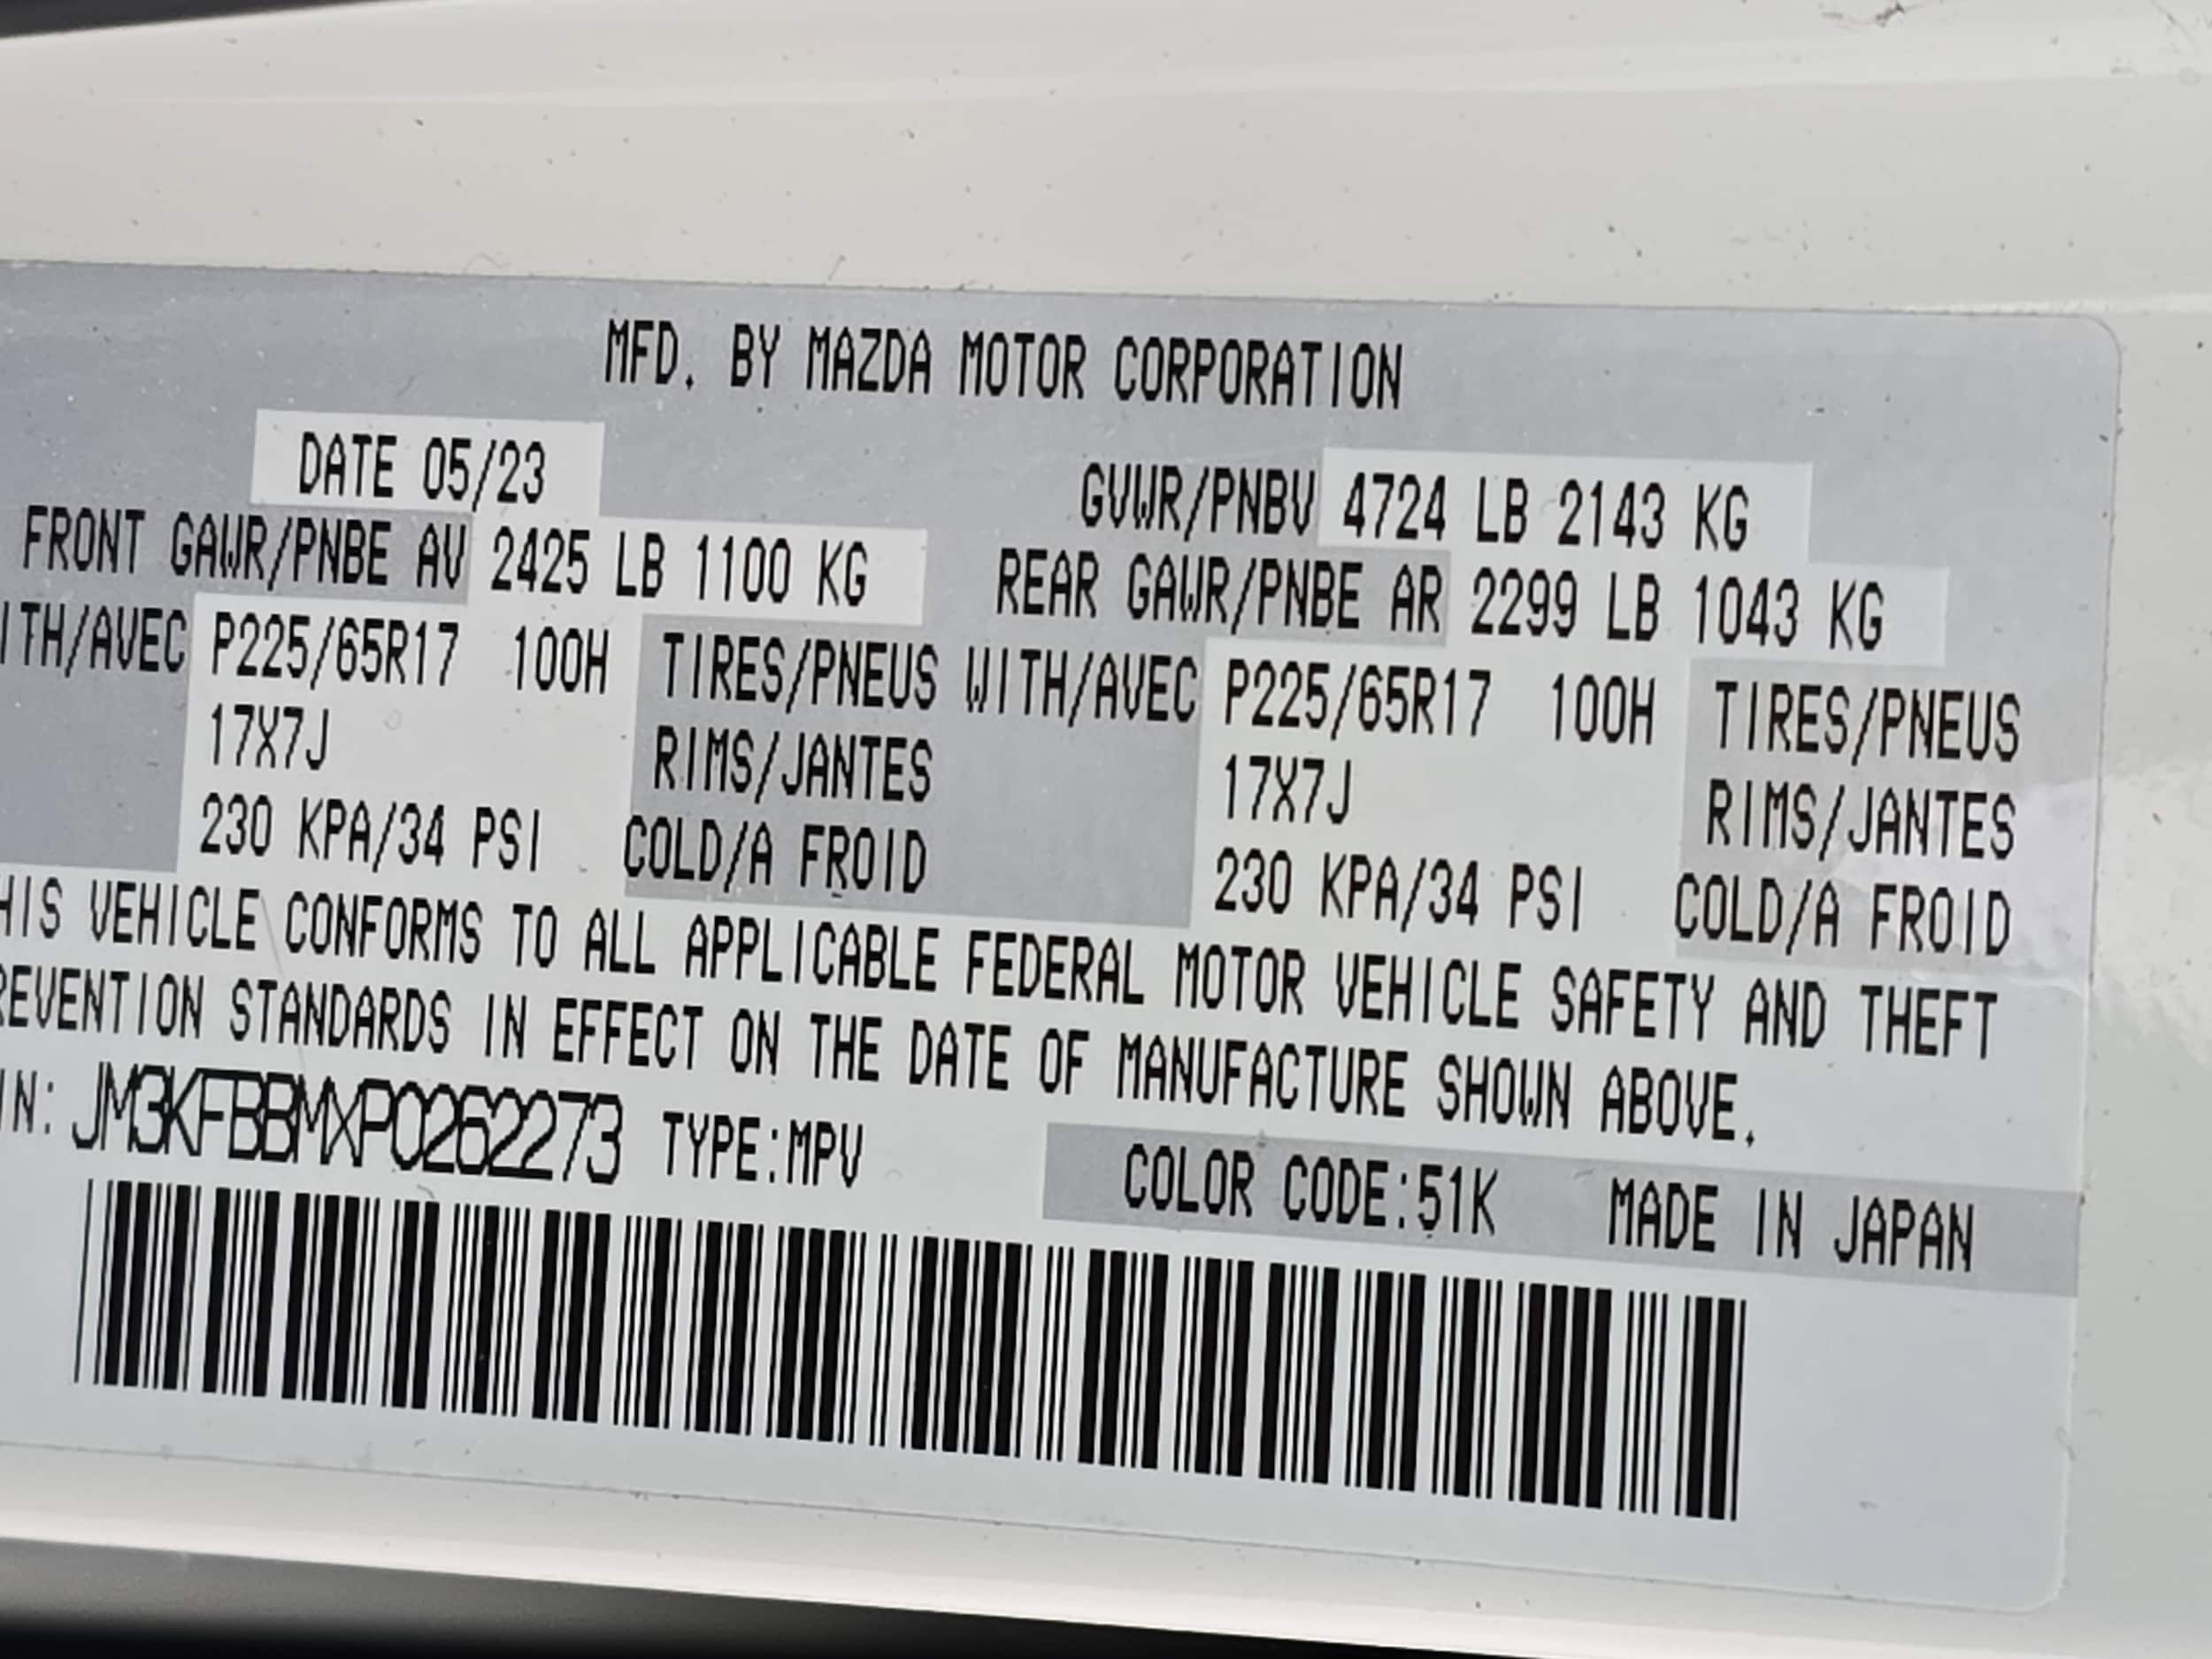 MFD. BY MAZDA MOTOR CORPORATION
DATE 05/23 GVWR/PNBV 4724 LB 2143 KG
FRONT GAWR/PNBE AV 2425 LB 1100 KG REAR GAWR/PNBE AR 2299 LB 1043 KG
ITH/AVEC P225/65R17 100H TIRES/PNEUS WITH/AVEC P225/65R17 100H TIRES/PNEUS
17X7J RIMS/JANTES 17X7J RIMS/JANTES
230 KPA/34 PSI COLD/A FROID 230 KPA/34 PSI COLD/A FROID
HIS VEHICLE CONFORMS TO ALL APPLICABLE FEDERAL MOTOR VEHICLE SAFETY AND THEFT
REVENTION STANDARDS IN EFFECT ON THE DATE OF MANUFACTURE SHOWN ABOVE.
IN: JM3KFBBMXP0262273 TYPE:MPV COLOR CODE:51K MADE IN JAPAN